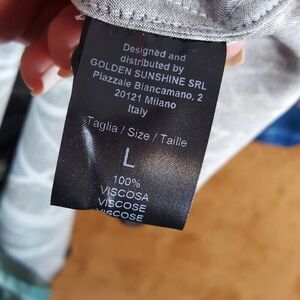 Designed and
distributed by
GOLDEN SUNSHINE SRL
Piazzale Biancamano, 2
20121 Milano
Italy
Taglia / Size / Taille
L
100%
VISCOSA
VISCOSE
VISCOSE